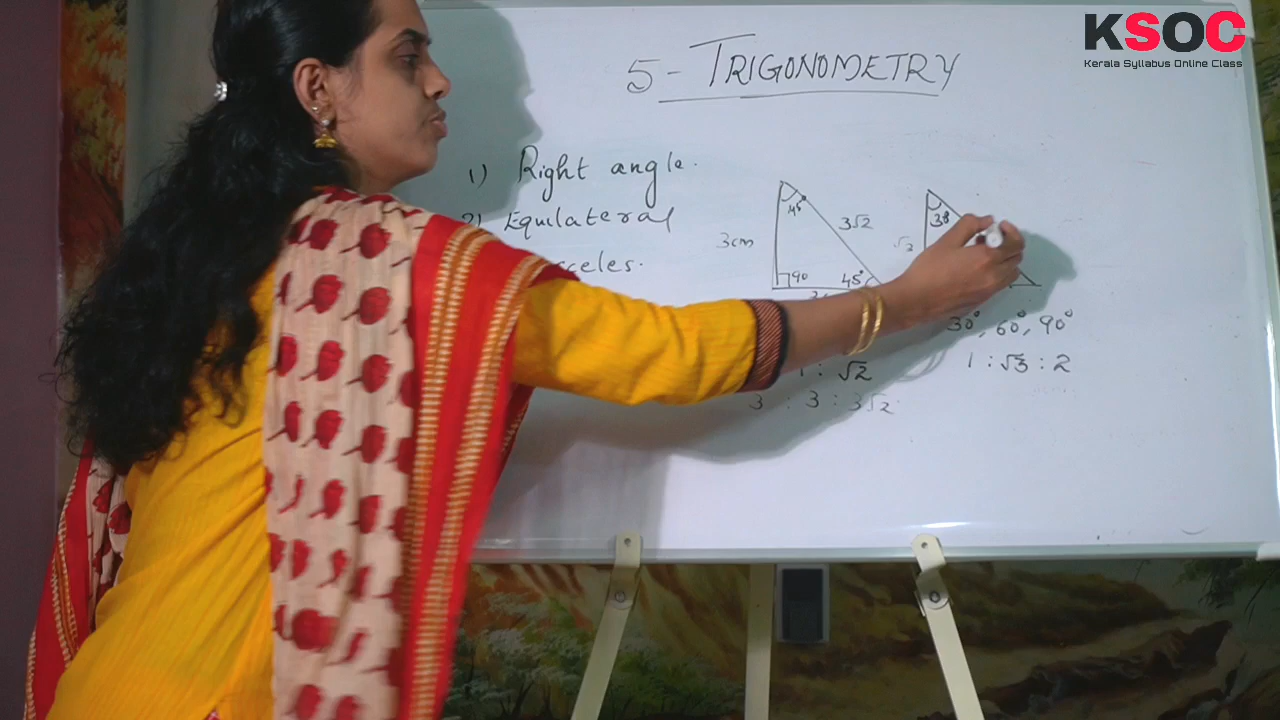 KSOC
Kerala Syllabus Online Class
5 - TRIGONOMETRY
1) Right angle.
2) Equilateral
45°
3√2
3cm
90
45°
30°
30°, 60°, 90°
1 : √3 : 2
1 : √2
3 : 3 : 3√2